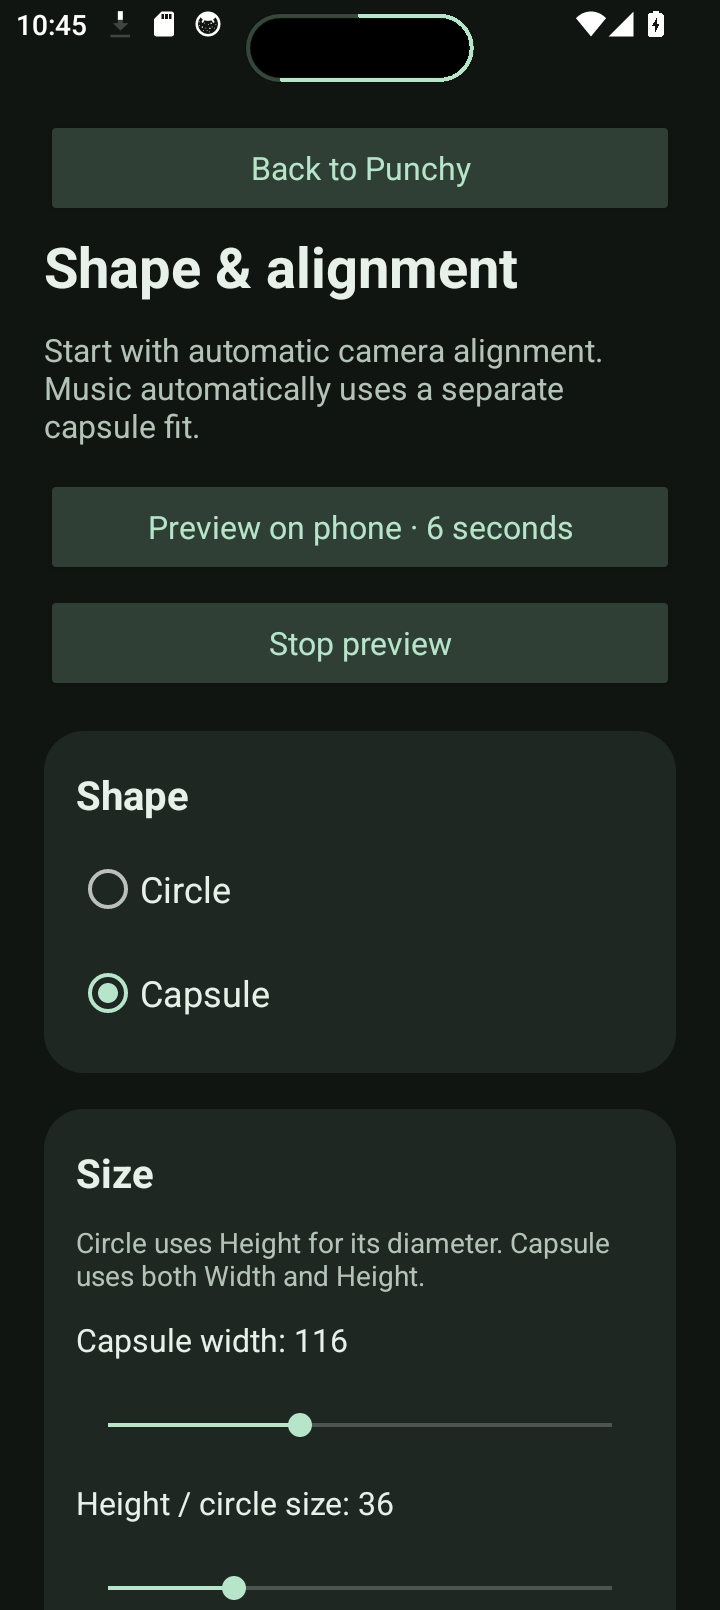 10:45
Back to Punchy
Shape & alignment
Start with automatic camera alignment.
Music automatically uses a separate
capsule fit.
Preview on phone · 6 seconds
Stop preview
Shape
Circle
Capsule
Size
Circle uses Height for its diameter. Capsule
uses both Width and Height.
Capsule width: 116
Height / circle size: 36